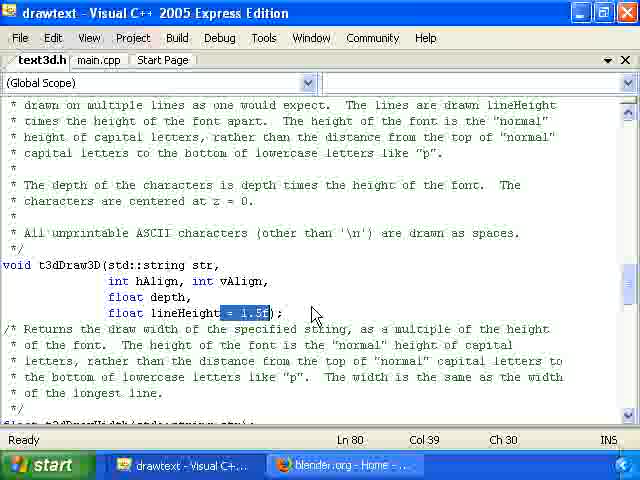 drawtext - Visual C++ 2005 Express Edition
File Edit View Project Build Debug Tools Window Community Help
text3d.h main.cpp Start Page
(Global Scope)
* drawn on multiple lines as one would expect.  The lines are drawn lineHeight
* times the height of the font apart.  The height of the font is the "normal"
* height of capital letters, rather than the distance from the top of "normal"
* capital letters to the bottom of lowercase letters like "p".
*
* The depth of the characters is depth times the height of the font.  The
* characters are centered at z = 0.
*
* All unprintable ASCII characters (other than '\n') are drawn as spaces.
*/
void t3dDraw3D(std::string str,
int hAlign, int vAlign,
float depth,
float lineHeight = 1.5f);
/* Returns the draw width of the specified string, as a multiple of the height
* of the font.  The height of the font is the "normal" height of capital
* letters, rather than the distance from the top of "normal" capital letters to
* the bottom of lowercase letters like "p".  The width is the same as the width
* of the longest line.
*/
float t3dDrawWidth(std::string str);
Ready Ln 80 Col 39 Ch 30 INS
start drawtext - Visual C+... blender.org - Home - ...